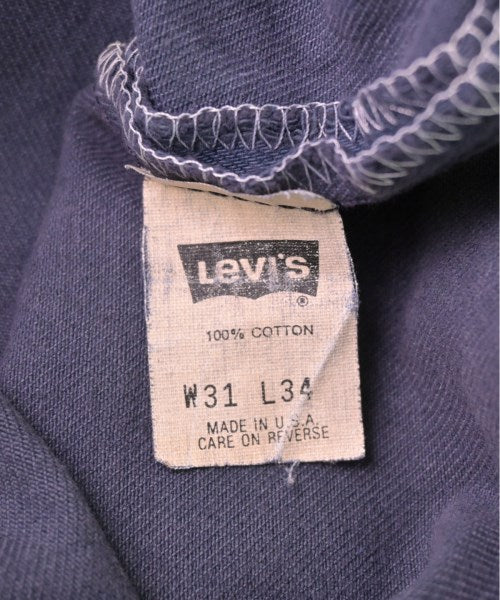 Levi's
®
100% COTTON
W31 L34
MADE IN U.S.A.
CARE ON REVERSE